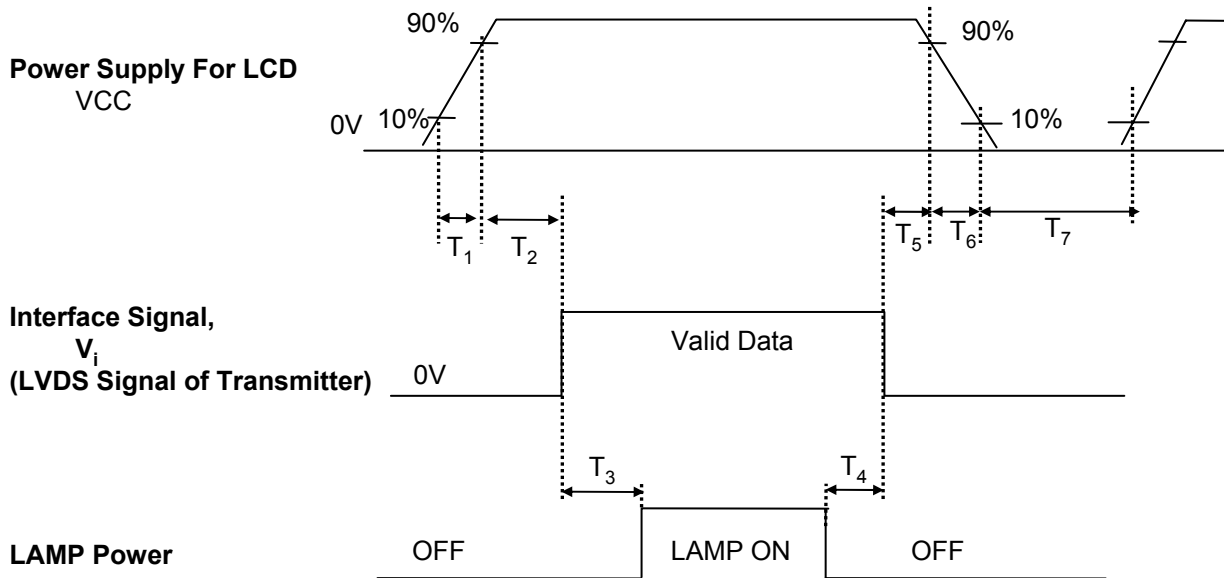 90%
90%
Power Supply For LCD
VCC
0V
10%
10%
T1
T2
T5
T6
T7
Interface Signal,
Vi
(LVDS Signal of Transmitter)
0V
Valid Data
T3
T4
LAMP Power
OFF
LAMP ON
OFF